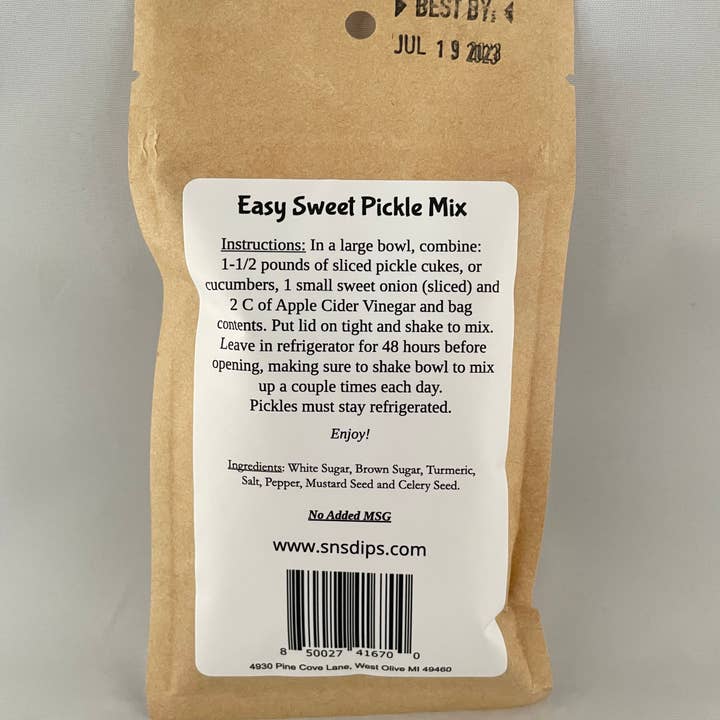 BEST BY:
JUL 19 2023
Easy Sweet Pickle Mix
Instructions: In a large bowl, combine:
1-1/2 pounds of sliced pickle cukes, or
cucumbers, 1 small sweet onion (sliced) and
2 C of Apple Cider Vinegar and bag
contents. Put lid on tight and shake to mix.
Leave in refrigerator for 48 hours before
opening, making sure to shake bowl to mix
up a couple times each day.
Pickles must stay refrigerated.
Enjoy!
Ingredients: White Sugar, Brown Sugar, Turmeric,
Salt, Pepper, Mustard Seed and Celery Seed.
No Added MSG
www.snsdips.com
8 50027 41670 0
4930 Pine Cove Lane, West Olive MI 49460